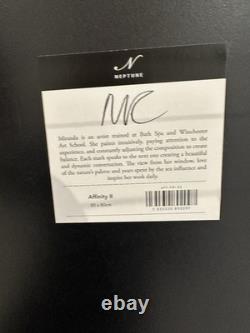 N
NEPTUNE
MC
Miranda is an artist trained at Bath Spa and Winchester
Art School. She paints intuitively, paying attention to every
experience, and constantly adjusting the composition to create
balance. Each mark speaks to the next one creating a beautiful
and dynamic conversation. The view from her window, love
of the nature's palette and years spent by the sea influence and
inspire her work daily.
Affinity II
80 x 80cm